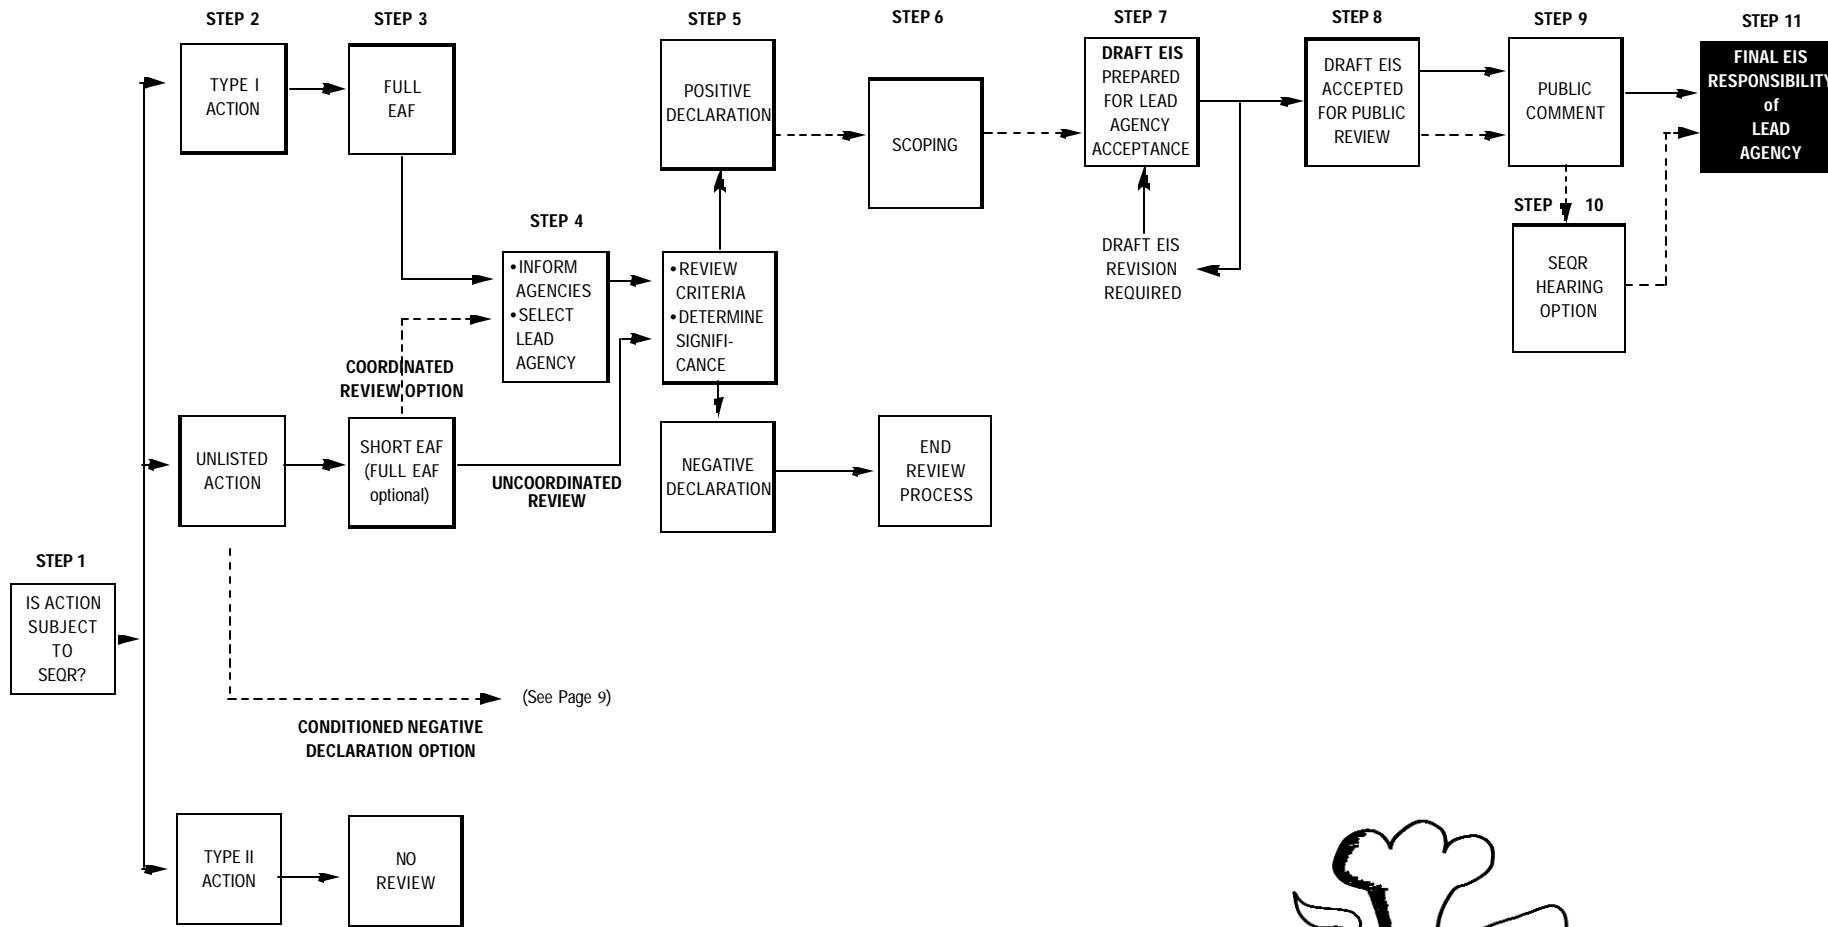 STEP 2
STEP 3
STEP 5
STEP 6
STEP 7
STEP 8
STEP 9
STEP 11
TYPE I
ACTION
FULL
EAF
POSITIVE
DECLARATION
SCOPING
DRAFT EIS
PREPARED
FOR LEAD
AGENCY
ACCEPTANCE
DRAFT EIS
ACCEPTED
FOR PUBLIC
REVIEW
PUBLIC
COMMENT
FINAL EIS
RESPONSIBILITY
of
LEAD
AGENCY
STEP 10
SEQR
HEARING
OPTION
DRAFT EIS
REVISION
REQUIRED
STEP 4
•INFORM
AGENCIES
•SELECT
LEAD
AGENCY
•REVIEW
CRITERIA
•DETERMINE
SIGNIFI-
CANCE
COORDINATED
REVIEW OPTION
UNLISTED
ACTION
SHORT EAF
(FULL EAF
optional)
UNCOORDINATED
REVIEW
NEGATIVE
DECLARATION
END
REVIEW
PROCESS
STEP 1
IS ACTION
SUBJECT
TO
SEQR?
(See Page 9)
CONDITIONED NEGATIVE
DECLARATION OPTION
TYPE II
ACTION
NO
REVIEW